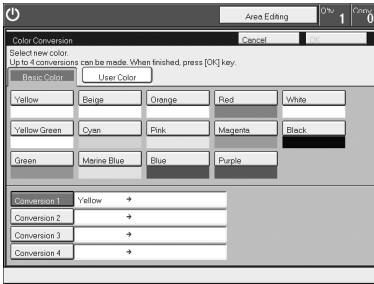 Area Editing
Q'ty 1 Copy 0
Color Conversion Cancel OK
Select new color.
Up to 4 conversions can be made. When finished, press [OK] key.
Basic Color User Color
Yellow Beige Orange Red White
Yellow Green Cyan Pink Magenta Black
Green Marine Blue Blue Purple
Conversion 1 Yellow →
Conversion 2 →
Conversion 3 →
Conversion 4 →